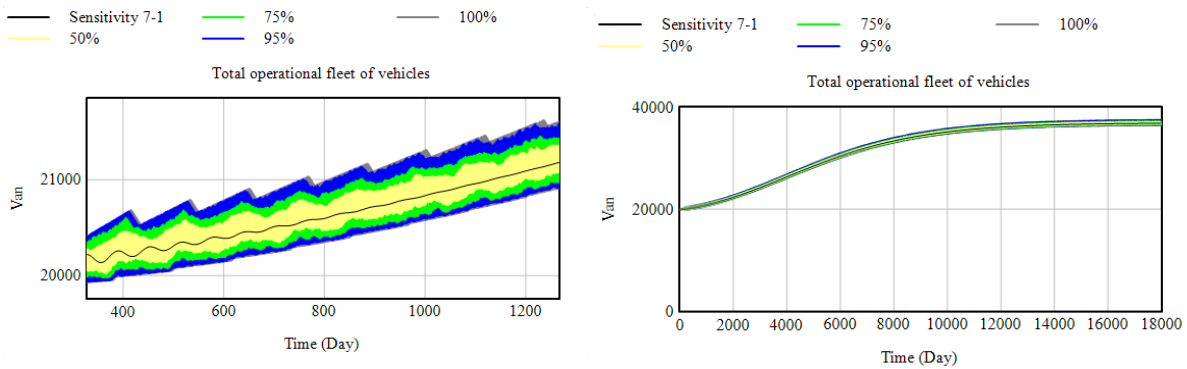 Sensitivity 7-1 75% 100%
50% 95%
Total operational fleet of vehicles
Van
21000
20000
400 600 800 1000 1200
Time (Day)
Sensitivity 7-1 75% 100%
50% 95%
Total operational fleet of vehicles
Van
40000
20000
0
0 2000 4000 6000 8000 10000 12000 14000 16000 18000
Time (Day)